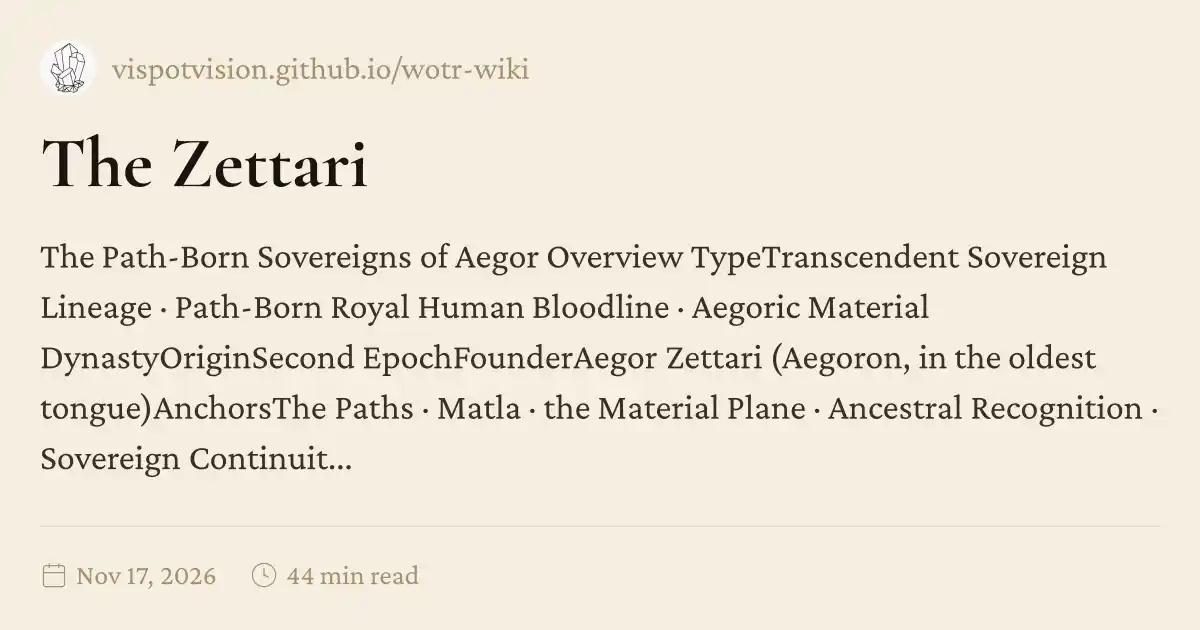 vispotvision.github.io/wotr-wiki
The Zettari
The Path-Born Sovereigns of Aegor Overview TypeTranscendent Sovereign
Lineage · Path-Born Royal Human Bloodline · Aegoric Material
DynastyOriginSecond EpochFounderAegor Zettari (Aegoron, in the oldest
tongue)AnchorsThe Paths · Matla · the Material Plane · Ancestral Recognition ·
Sovereign Continuit...
Nov 17, 2026
44 min read